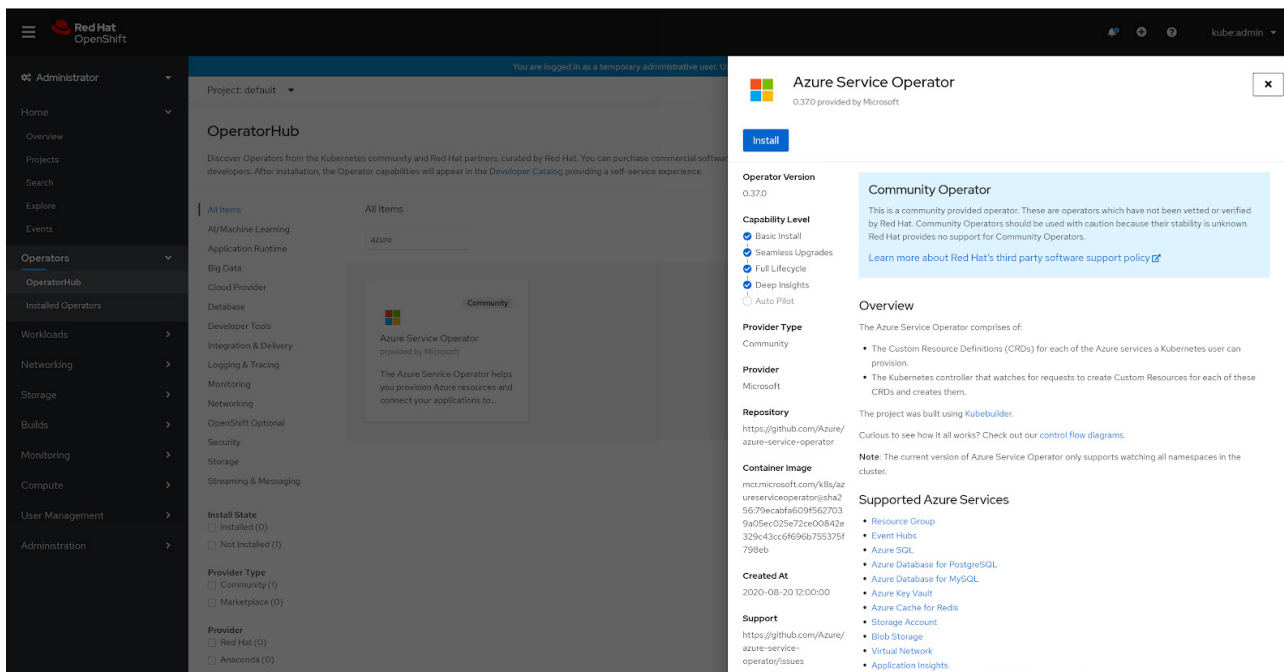 Red Hat
OpenShift
kube:admin
Administrator
Home
Overview
Projects
Search
Explore
Events
Operators
OperatorHub
Installed Operators
Workloads
Networking
Storage
Builds
Monitoring
Compute
User Management
Administration
You are logged in as a temporary administrative user. U
Project: default
OperatorHub
Discover Operators from the Kubernetes community and Red Hat partners, curated by Red Hat. You can purchase commercial softwar
developers. After installation, the Operator capabilities will appear in the Developer Catalog providing a self-service experience.
All Items
AI/Machine Learning
Application Runtime
Big Data
Cloud Provider
Database
Developer Tools
Integration & Delivery
Logging & Tracing
Monitoring
Networking
OpenShift Optional
Security
Storage
Streaming & Messaging
Install State
Installed (0)
Not Installed (1)
Provider Type
Community (1)
Marketplace (0)
Provider
Red Hat (0)
Anaconda (0)
All Items
azure
Community
Azure Service Operator
provided by Microsoft
The Azure Service Operator helps
you provision Azure resources and
connect your applications to...
Azure Service Operator
0.37.0 provided by Microsoft
Install
Operator Version
0.37.0
Capability Level
Basic Install
Seamless Upgrades
Full Lifecycle
Deep Insights
Auto Pilot
Provider Type
Community
Provider
Microsoft
Repository
https://github.com/Azure/
azure-service-operator
Container Image
mcr.microsoft.com/k8s/az
ureserviceoperator@sha2
56:79ecabfa609f562703
9a05ec025e72ce00842e
329c43cc6f696b755375f
798eb
Created At
2020-08-20 12:00:00
Support
https://github.com/Azure/
azure-service-
operator/issues
Community Operator
This is a community provided operator. These are operators which have not been vetted or verified
by Red Hat. Community Operators should be used with caution because their stability is unknown.
Red Hat provides no support for Community Operators.
Learn more about Red Hat's third party software support policy
Overview
The Azure Service Operator comprises of:
• The Custom Resource Definitions (CRDs) for each of the Azure services a Kubernetes user can
provision.
• The Kubernetes controller that watches for requests to create Custom Resources for each of these
CRDs and creates them.
The project was built using Kubebuilder.
Curious to see how it all works? Check out our control flow diagrams.
Note: The current version of Azure Service Operator only supports watching all namespaces in the
cluster.
Supported Azure Services
• Resource Group
• Event Hubs
• Azure SQL
• Azure Database for PostgreSQL
• Azure Database for MySQL
• Azure Key Vault
• Azure Cache for Redis
• Storage Account
• Blob Storage
• Virtual Network
• Application Insights